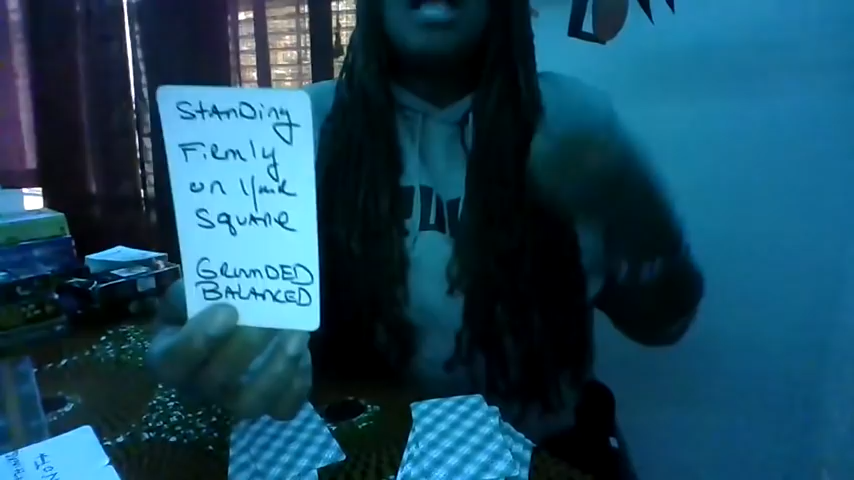 StANDing
Firmly
on your
SQUARE
GROUNDED
BALANCED